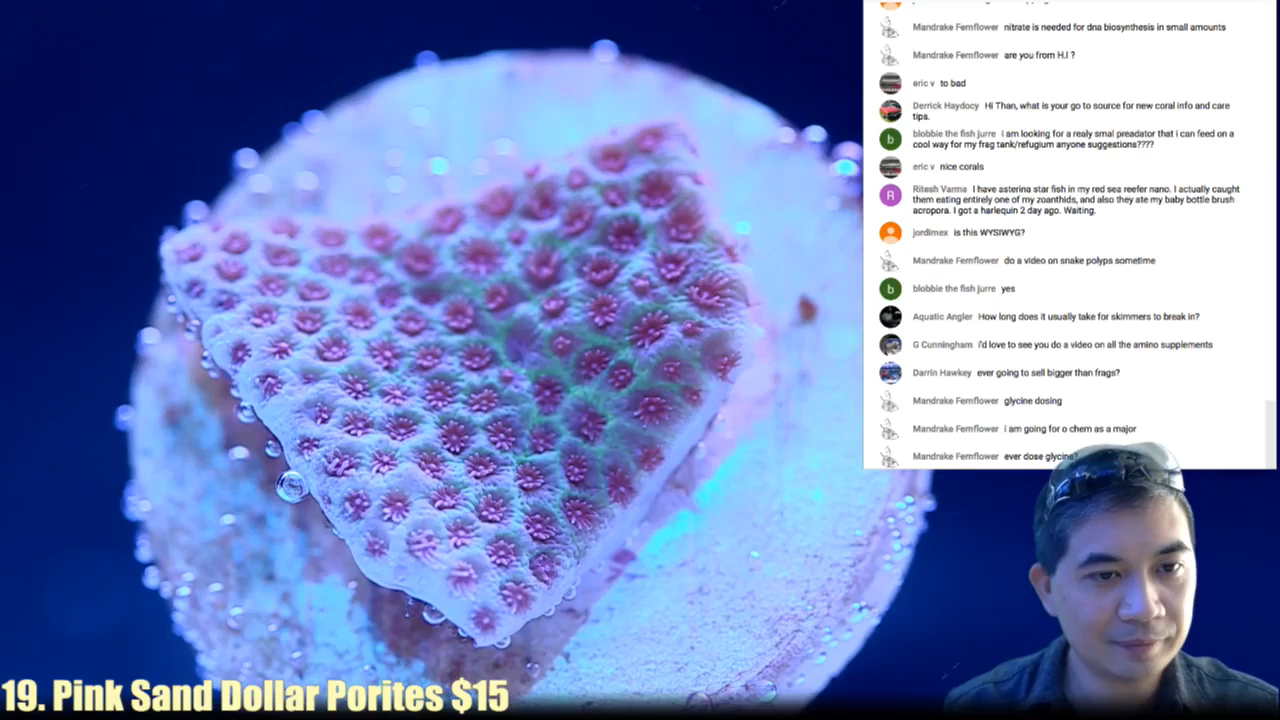 Mandrake Fernflower nitrate is needed for dna biosynthesis in small amounts
Mandrake Fernflower are you from H.I ?
eric v to bad
Derrick Haydocy Hi Than, what is your go to source for new coral info and care
tips.
b
blobbie the fish jurre i am looking for a realy smal preadator that i can feed on a
cool way for my frag tank/refugium anyone suggestions????
eric v nice corals
R
Ritesh Varma I have asterina star fish in my red sea reefer nano. I actually caught
them eating entirely one of my zoanthids, and also they ate my baby bottle brush
acropora. I got a harlequin 2 day ago. Waiting.
jordimex is this WYSIWYG?
Mandrake Fernflower do a video on snake polyps sometime
b
blobbie the fish jurre yes
Aquatic Angler How long does it usually take for skimmers to break in?
G Cunningham i'd love to see you do a video on all the amino supplements
Darrin Hawkey ever going to sell bigger than frags?
Mandrake Fernflower glycine dosing
Mandrake Fernflower i am going for o chem as a major
Mandrake Fernflower ever dose glycine?
19. Pink Sand Dollar Porites $15